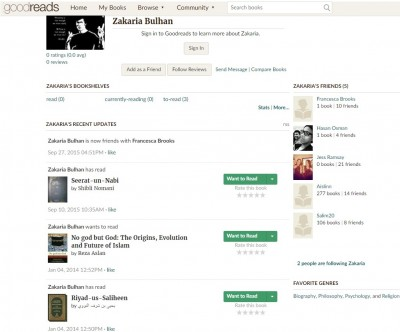 goodreads Home My Books Browse ▾ Community ▾ Search books
Zakaria Bulhan
Sign in to Goodreads to learn more about Zakaria.
Sign In
0 ratings (0.0 avg)
0 reviews
Add as a Friend Follow Reviews Send Message | Compare Books
ZAKARIA'S BOOKSHELVES
read (0) currently-reading (0) to-read (3)
Stats | More...
ZAKARIA'S RECENT UPDATES
Zakaria Bulhan is now friends with Francesca Brooks
Sep 27, 2015 04:51PM · like
Zakaria Bulhan has read
Seerat-un-Nabi
by Shibli Nomani
Want to Read
Rate this book
Sep 10, 2015 10:35AM · like
Zakaria Bulhan wants to read
No god but God: The Origins, Evolution
and Future of Islam
by Reza Aslan
Want to Read
Rate this book
Jan 04, 2014 12:52PM · like
Zakaria Bulhan has read
Riyad-us-Saliheen
Want to Read
Rate this book
Jan 04, 2014 12:50PM · like
ZAKARIA'S FRIENDS (5)
Francesca Brooks
1 book | 10 friends
1 book | 4 friends
Jess Ramsay
0 books | 21 friends
277 books | 14 friends
Salim20
106 books | 8 friends
2 people are following Zakaria
FAVORITE GENRES
Biography, Philosophy, Psychology, and Religion